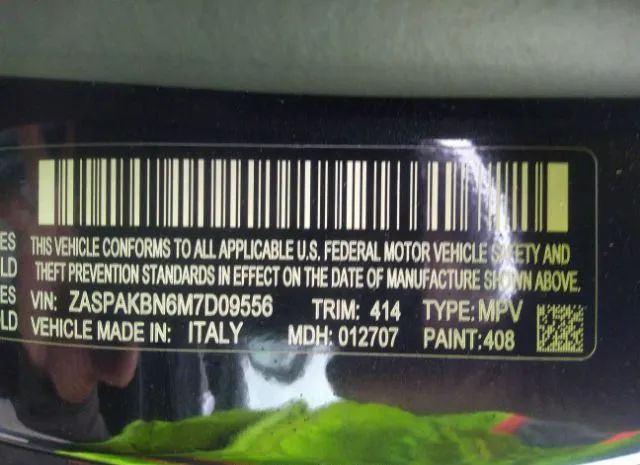 ES
THIS VEHICLE CONFORMS TO ALL APPLICABLE U.S. FEDERAL MOTOR VEHICLE SAFETY AND
LD THEFT PREVENTION STANDARDS IN EFFECT ON THE DATE OF MANUFACTURE SHOWN ABOVE.
ES VIN: ZASPAKBN6M7D09556 TRIM: 414 TYPE: MPV
OLD VEHICLE MADE IN: ITALY MDH: 012707 PAINT:408